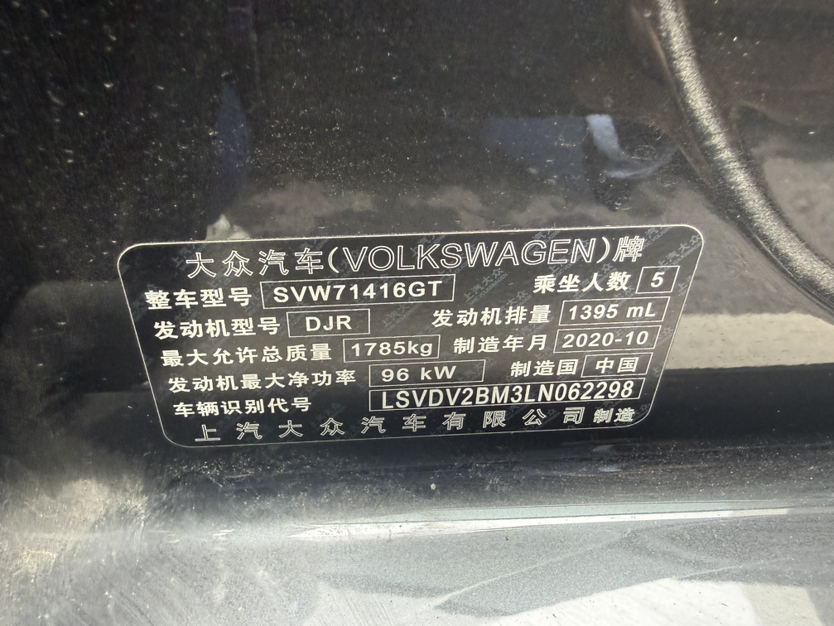 大众汽车(VOLKSWAGEN)牌
整车型号 SVW71416GT 乘坐人数 5
发动机型号 DJR 发动机排量 1395 mL
最大允许总质量 1785kg 制造年月 2020-10
发动机最大净功率 96 kW 制造国 中国
车辆识别代号 LSVDV2BM3LN062298
上汽大众汽车有限公司 制造